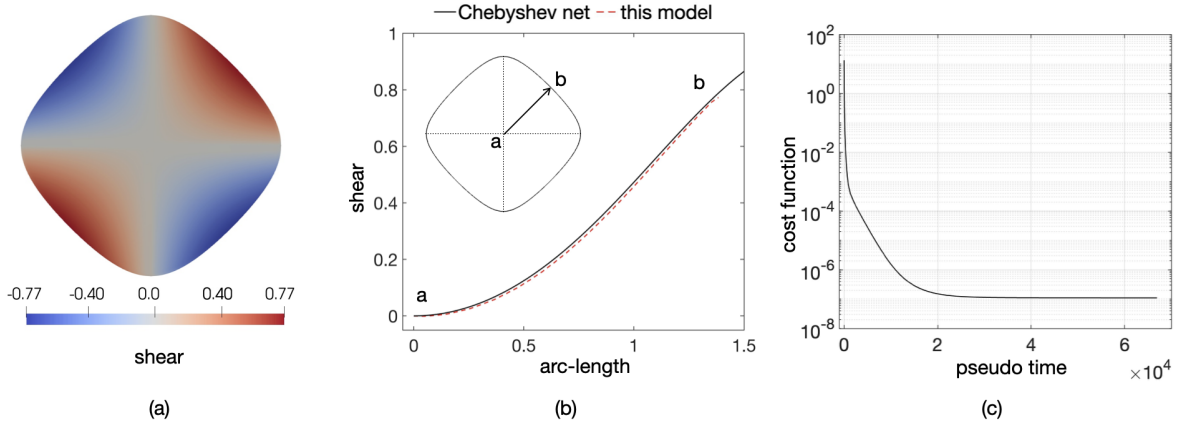 -0.77 -0.40 0.0 0.40 0.77
shear
(a)
Chebyshev net this model
1
0.8
0.6
0.4
0.2
0
shear
a
b
a
b
0 0.5 1 1.5
arc-length
(b)
10^2
10^0
10^-2
10^-4
10^-6
10^-8
cost function
0 2 4 6
pseudo time
×10^4
(c)